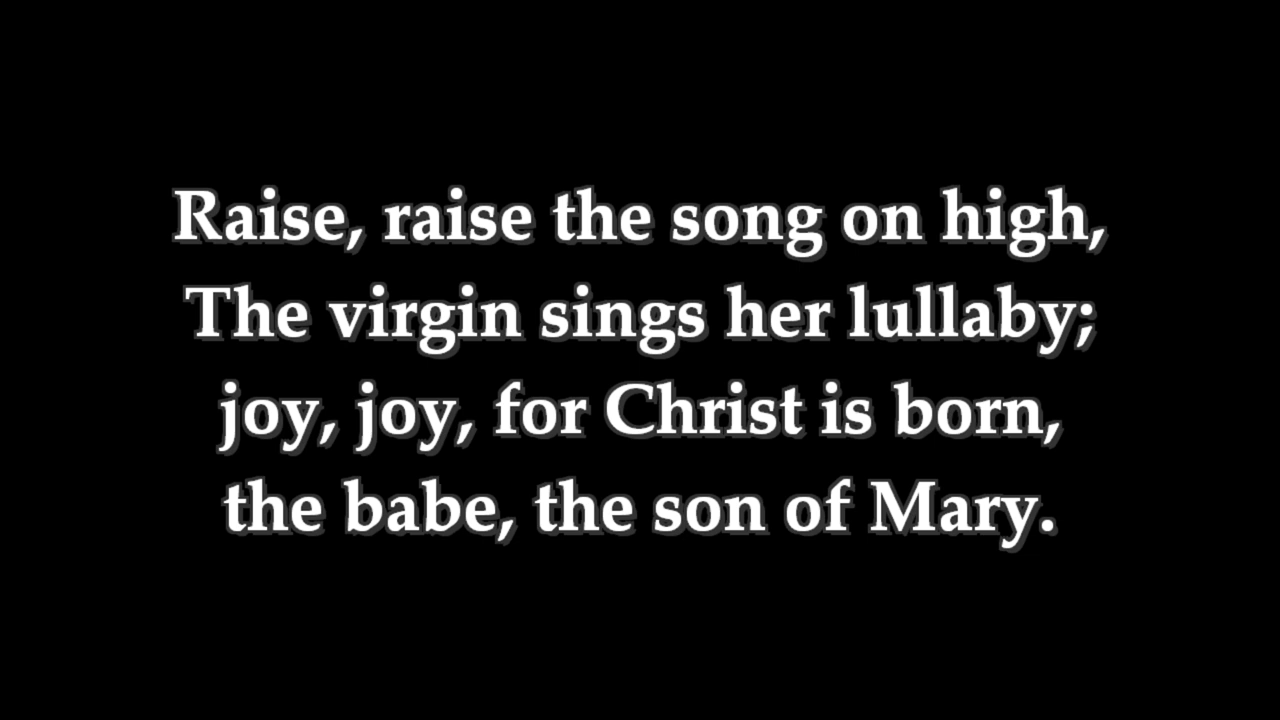 Raise, raise the song on high,
The virgin sings her lullaby;
joy, joy, for Christ is born,
the babe, the son of Mary.